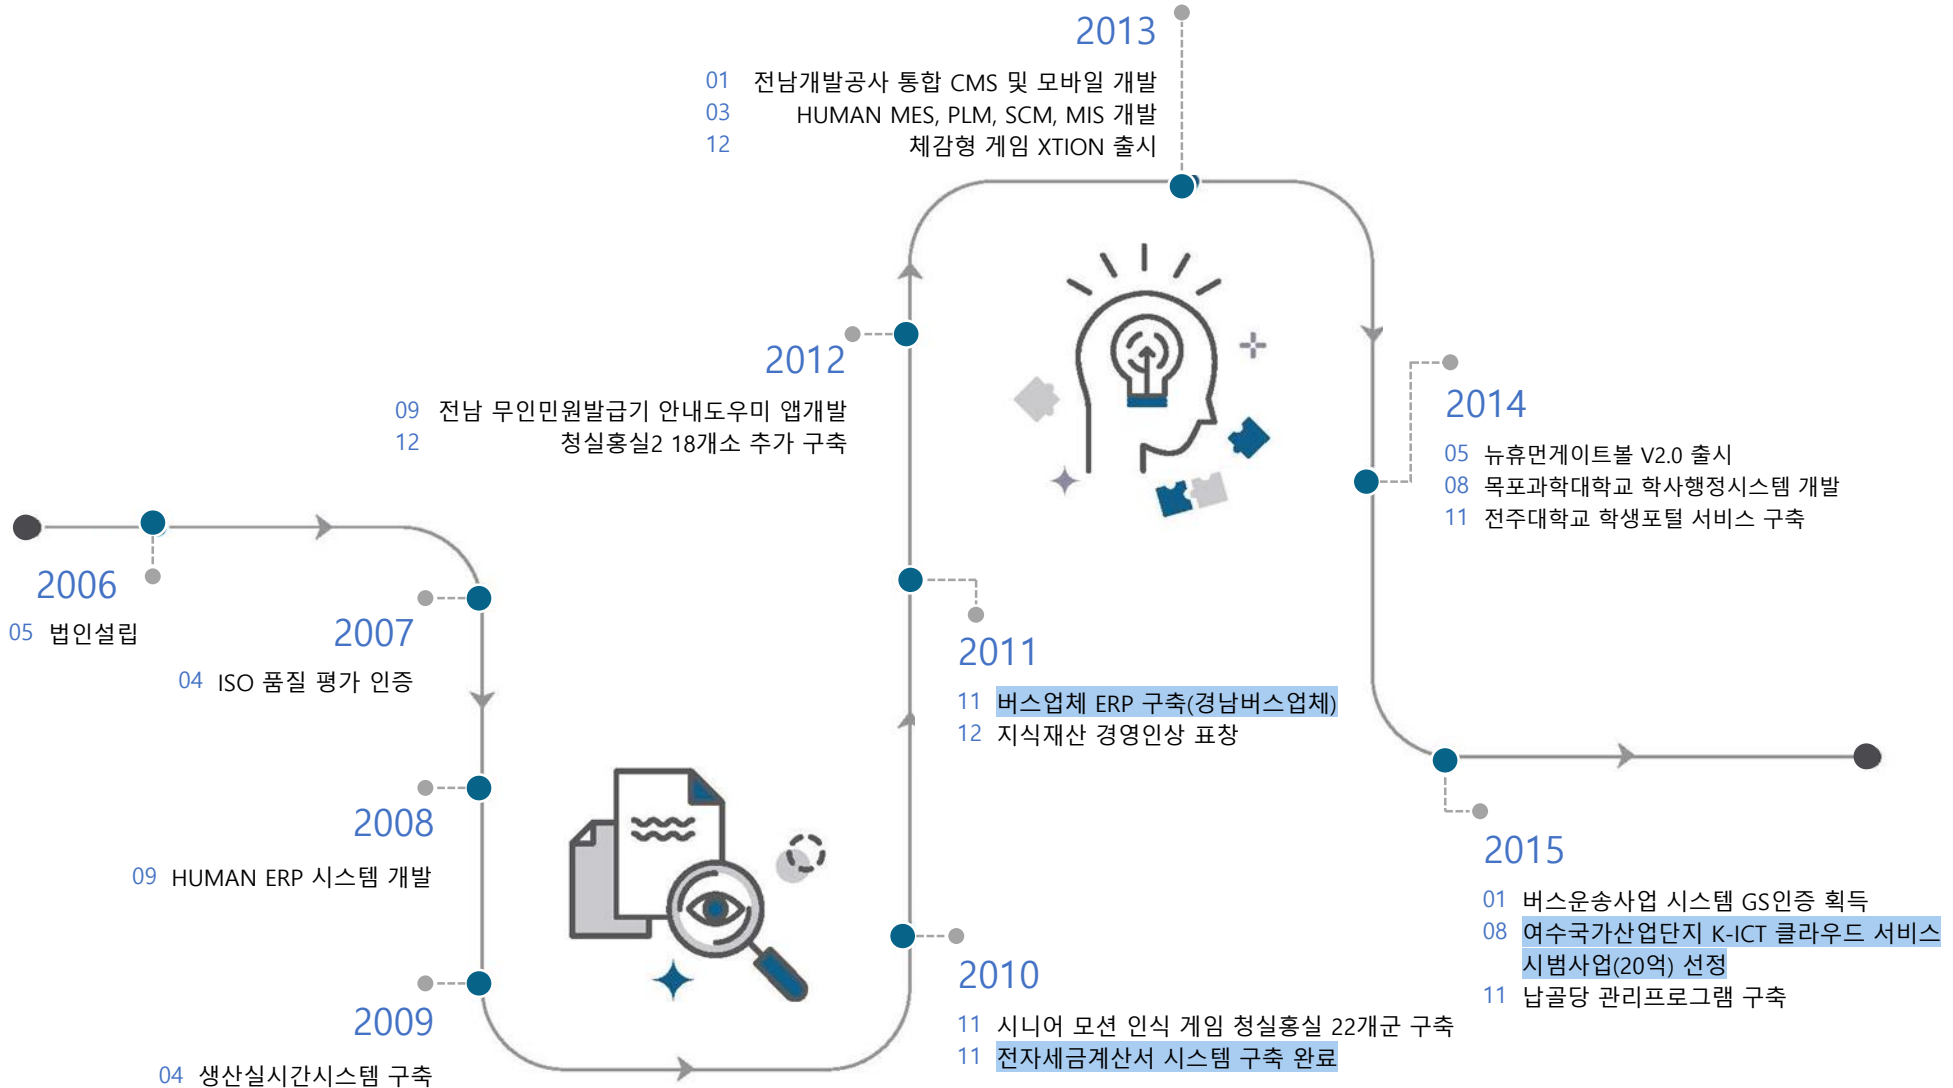 2006
05 법인설립
2007
04 ISO 품질 평가 인증
2008
09 HUMAN ERP 시스템 개발
2009
04 생산실시간시스템 구축
2010
11 시니어 모션 인식 게임 청실홍실 22개군 구축
11 전자세금계산서 시스템 구축 완료
2011
11 버스업체 ERP 구축(경남버스업체)
12 지식재산 경영인상 표창
2012
09 전남 무인민원발급기 안내도우미 앱개발
12 청실홍실2 18개소 추가 구축
2013
01 전남개발공사 통합 CMS 및 모바일 개발
03 HUMAN MES, PLM, SCM, MIS 개발
12 체감형 게임 XTION 출시
2014
05 뉴휴먼게이트볼 V2.0 출시
08 목포과학대학교 학사행정시스템 개발
11 전주대학교 학생포털 서비스 구축
2015
01 버스운송사업 시스템 GS인증 획득
08 여수국가산업단지 K-ICT 클라우드 서비스
시범사업(20억) 선정
11 납골당 관리프로그램 구축